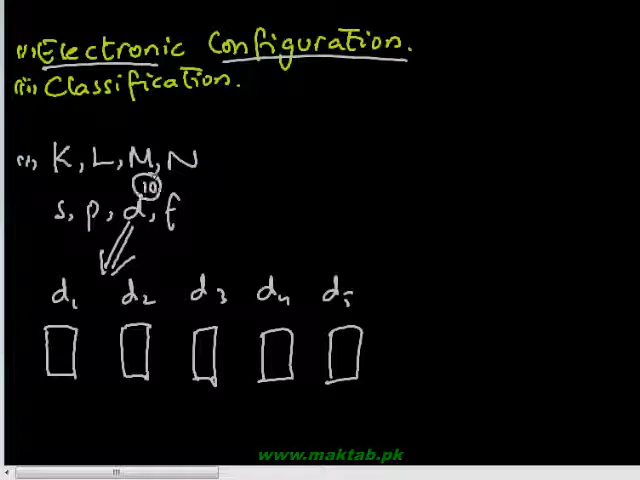 (i), Electronic Configuration.
(ii), Classification.
(i), K, L, M, N
10
s, p, d, f
d1 d2 d3 d4 d5
www.maktab.pk